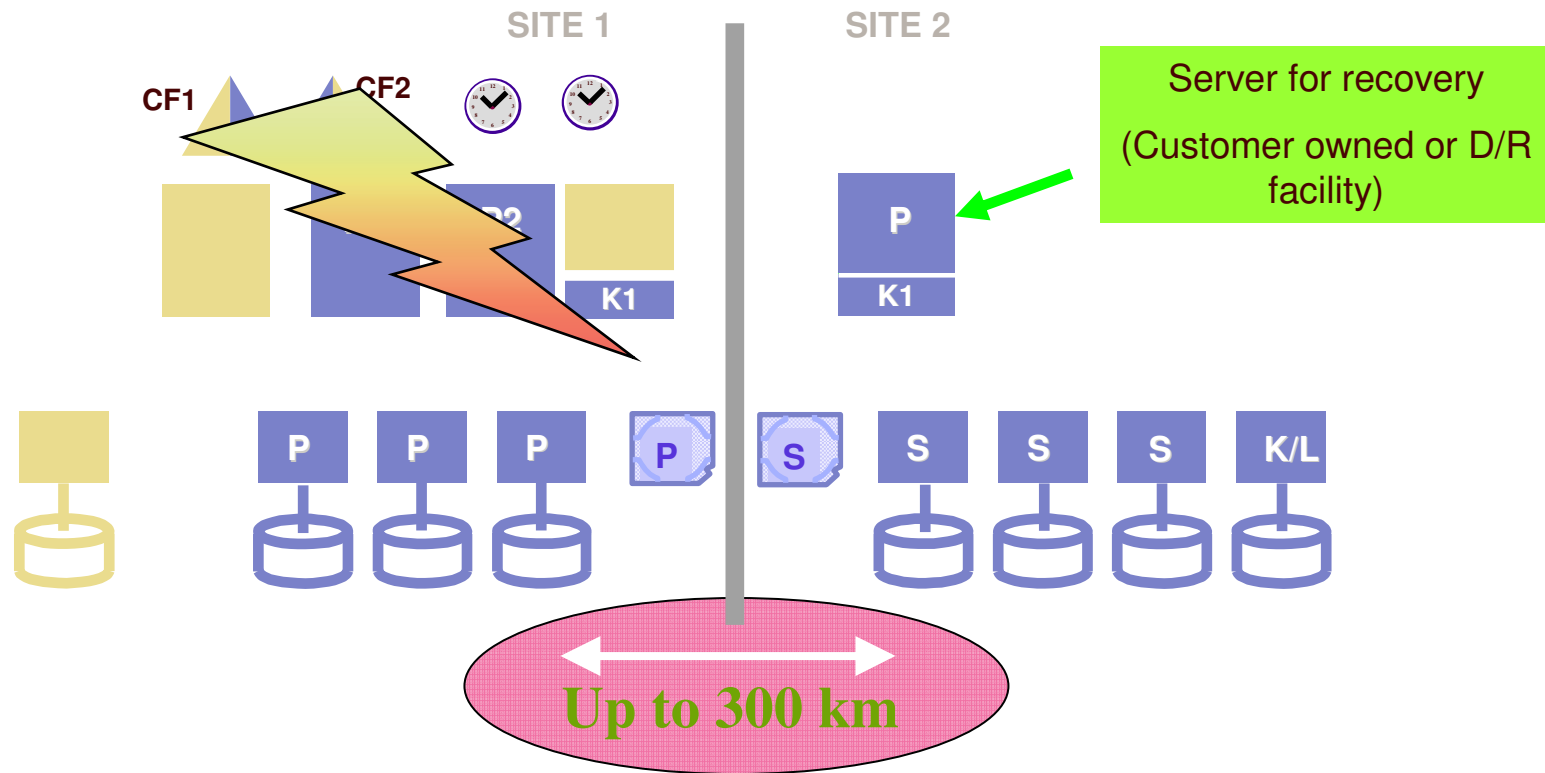 SITE 1
SITE 2
CF1
CF2
Server for recovery
(Customer owned or D/R
facility)
P2
P
K1
K1
P
P
P
P
S
S
S
S
K/L
Up to 300 km